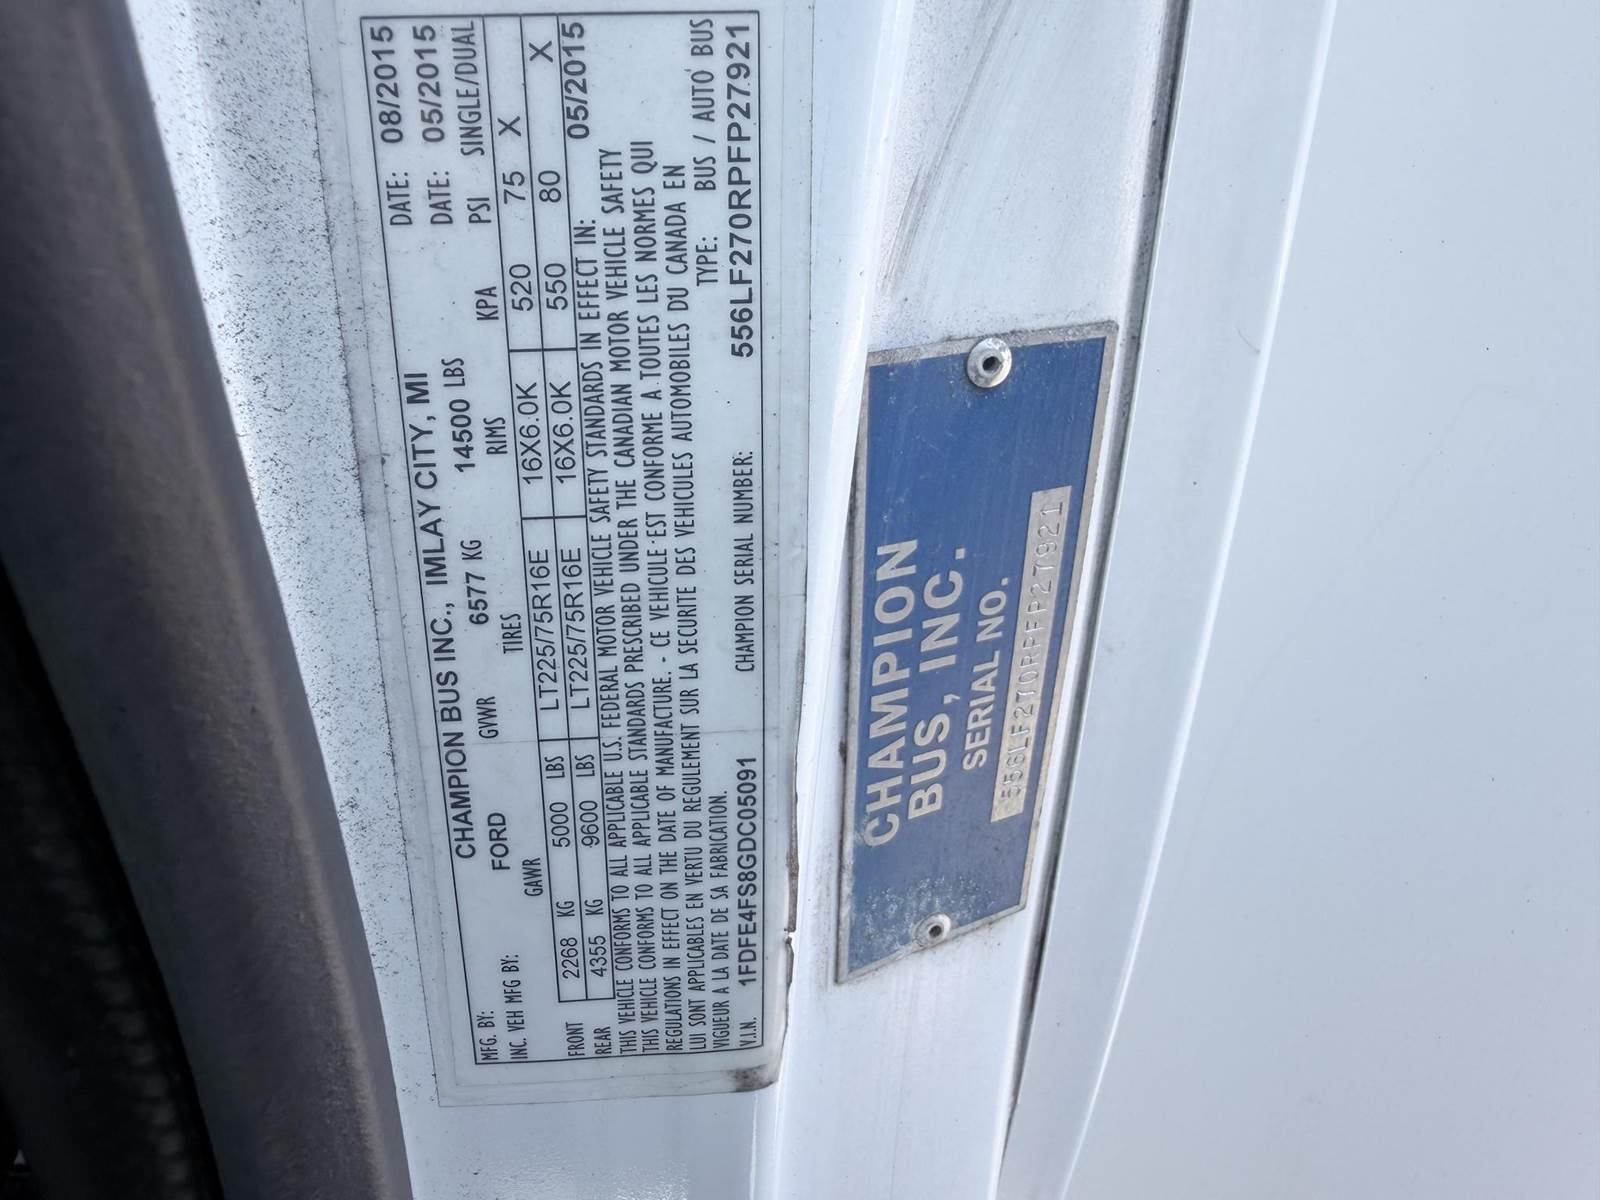 MFG. BY: CHAMPION BUS INC., IMLAY CITY, MI DATE: 08/2015
INC. VEH MFG BY: FORD GVWR 6577 KG 14500 LBS DATE: 05/2015
GAWR TIRES RIMS KPA PSI SINGLE/DUAL
FRONT 2268 KG 5000 LBS LT225/75R16E 16X6.0K 520 75 X
REAR 4355 KG 9600 LBS LT225/75R16E 16X6.0K 550 80 X
THIS VEHICLE CONFORMS TO ALL APPLICABLE U.S. FEDERAL MOTOR VEHICLE SAFETY STANDARDS IN EFFECT IN: 05/2015
THIS VEHICLE CONFORMS TO ALL APPLICABLE STANDARDS PRESCRIBED UNDER THE CANADIAN MOTOR VEHICLE SAFETY
REGULATIONS IN EFFECT ON THE DATE OF MANUFACTURE. - CE VEHICULE EST CONFORME A TOUTES LES NORMES QUI
LUI SONT APPLICABLES EN VERTU DU REGULEMENT SUR LA SECURITE DES VEHICULES AUTOMOBILES DU CANADA EN
VIGUEUR A LA DATE DE SA FABRICATION. TYPE: BUS / AUTO BUS
V.I.N. 1FDFE4FS8GDC05091 CHAMPION SERIAL NUMBER: 556LF270RPFP27921
CHAMPION
BUS, INC.
SERIAL NO.
556LF270RPFP27921